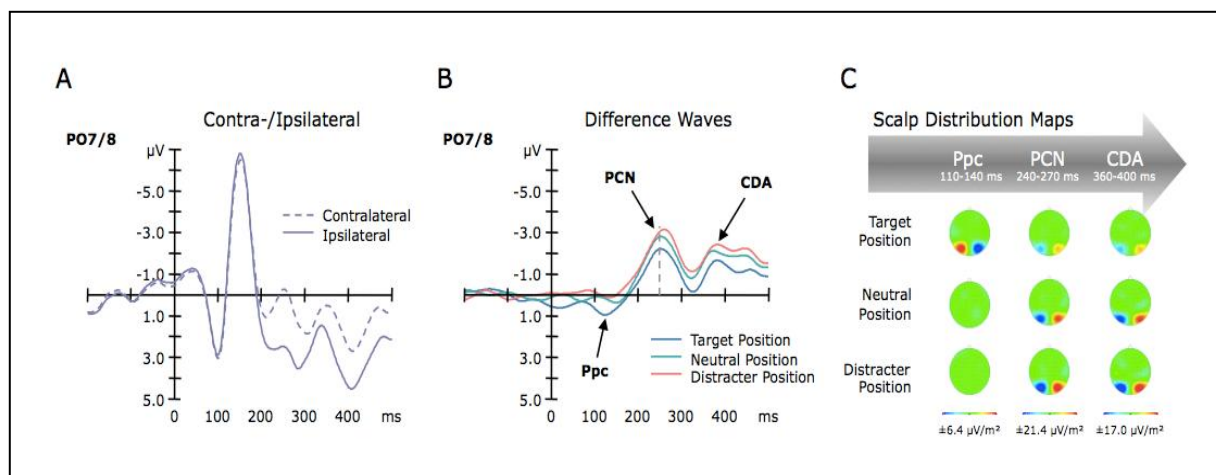 A
Contra-/Ipsilateral
PO7/8
µV
-5.0
-3.0
-1.0
1.0
3.0
5.0
Contralateral
Ipsilateral
0 100 200 300 400 ms
B
Difference Waves
PO7/8
µV
-5.0
-3.0
-1.0
1.0
3.0
5.0
PCN
CDA
Ppc
Target Position
Neutral Position
Distracter Position
0 100 200 300 400 ms
C
Scalp Distribution Maps
Ppc PCN CDA
110-140 ms 240-270 ms 360-400 ms
Target
Position
Neutral
Position
Distracter
Position
±6.4 µV/m² ±21.4 µV/m² ±17.0 µV/m²